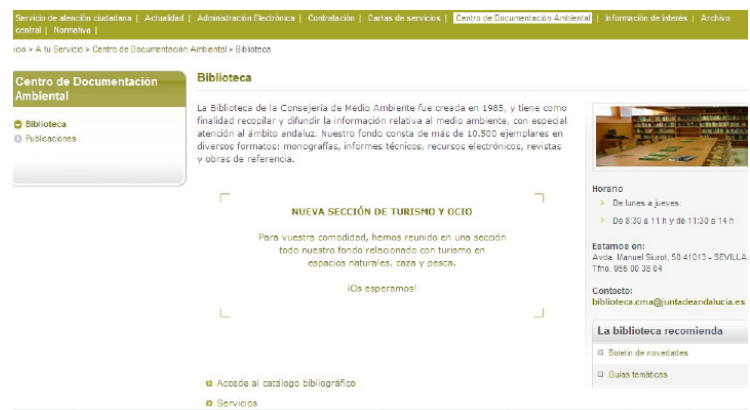 Servicio de atención ciudadana | Actualidad | Administración Electrónica | Contratación | Cartas de servicios | Centro de Documentación Ambiental | Información de interés | Archivo
central | Normativa |
icio > A tu Servicio > Centro de Documentación Ambiental > Biblioteca
Centro de Documentación
Ambiental
Biblioteca
Publicaciones
Biblioteca
La Biblioteca de la Consejería de Medio Ambiente fue creada en 1985, y tiene como
finalidad recopilar y difundir la información relativa al medio ambiente, con especial
atención al ámbito andaluz. Nuestro fondo consta de más de 10.500 ejemplares en
diversos formatos: monografías, informes técnicos, recursos electrónicos, revistas
y obras de referencia.
NUEVA SECCIÓN DE TURISMO Y OCIO
Para vuestra comodidad, hemos reunido en una sección
todo nuestro fondo relacionado con turismo en
espacios naturales, caza y pesca.
¡Os esperamos!
Accede al catálogo bibliográfico
Servicios
Horario
De lunes a jueves:
De 8:30 a 11 h y de 11:30 a 14 h
Estamos en:
Avda. Manuel Siurot, 50 41013 - SEVILLA
Tfno. 955 00 38 04
Contacto:
biblioteca.cma@juntadeandalucia.es
La biblioteca recomienda
Boletín de novedades
Guías temáticas